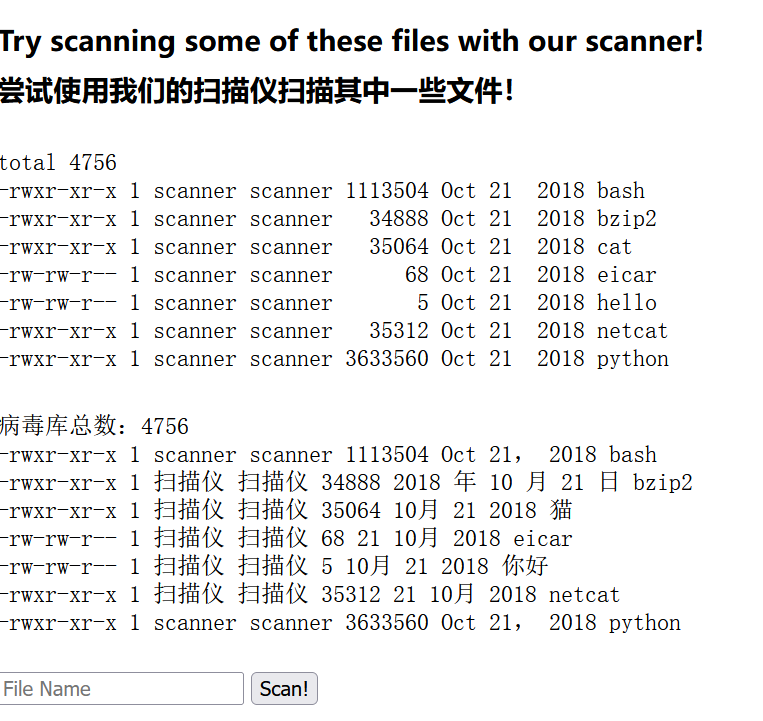 Try scanning some of these files with our scanner!
尝试使用我们的扫描仪扫描其中一些文件！
total 4756
-rwxr-xr-x 1 scanner scanner 1113504 Oct 21  2018 bash
-rwxr-xr-x 1 scanner scanner   34888 Oct 21  2018 bzip2
-rwxr-xr-x 1 scanner scanner   35064 Oct 21  2018 cat
-rw-rw-r-- 1 scanner scanner      68 Oct 21  2018 eicar
-rw-rw-r-- 1 scanner scanner       5 Oct 21  2018 hello
-rwxr-xr-x 1 scanner scanner   35312 Oct 21  2018 netcat
-rwxr-xr-x 1 scanner scanner 3633560 Oct 21  2018 python
病毒库总数：4756
-rwxr-xr-x 1 scanner scanner 1113504 Oct 21， 2018 bash
-rwxr-xr-x 1 扫描仪 扫描仪 34888 2018 年 10 月 21 日 bzip2
-rwxr-xr-x 1 扫描仪 扫描仪 35064 10月 21 2018 猫
-rw-rw-r-- 1 扫描仪 扫描仪 68 21 10月 2018 eicar
-rw-rw-r-- 1 扫描仪 扫描仪 5 10月 21 2018 你好
-rwxr-xr-x 1 扫描仪 扫描仪 35312 21 10月 2018 netcat
-rwxr-xr-x 1 scanner scanner 3633560 Oct 21， 2018 python
File Name Scan!